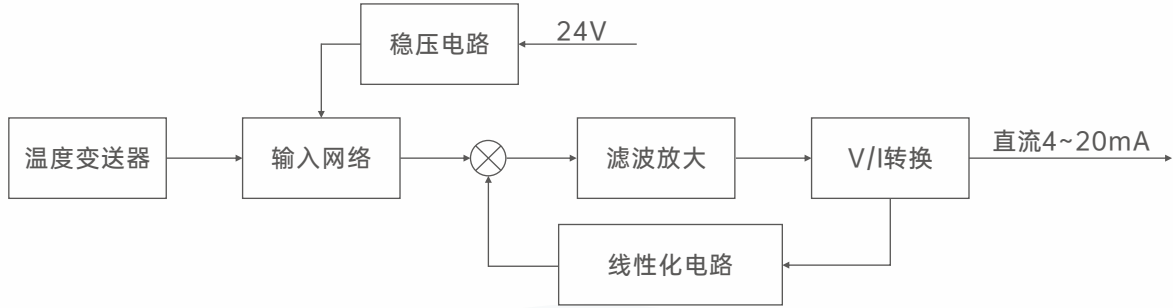 稳压电路
24V
温度变送器
输入网络
滤波放大
V/I转换
直流4~20mA
线性化电路